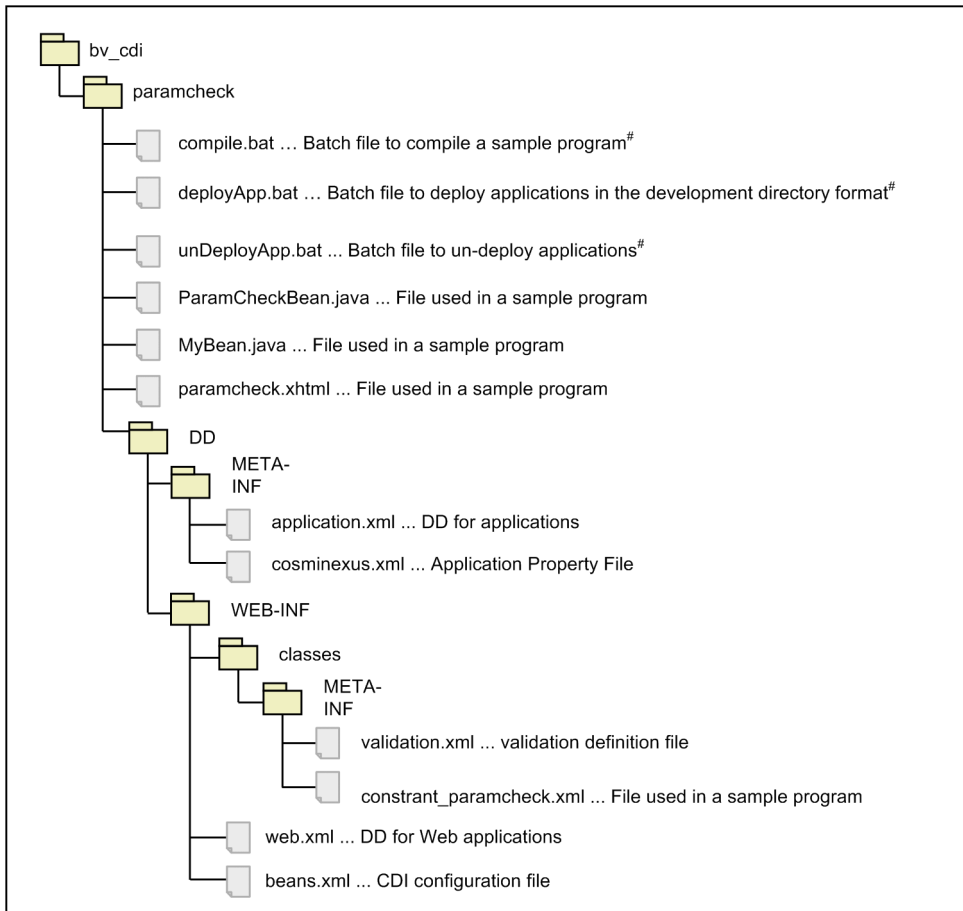 bv_cdi
paramcheck
compile.bat … Batch file to compile a sample program#
deployApp.bat … Batch file to deploy applications in the development directory format#
unDeployApp.bat ... Batch file to un-deploy applications#
ParamCheckBean.java ... File used in a sample program
MyBean.java ... File used in a sample program
paramcheck.xhtml ... File used in a sample program
DD
META-
INF
application.xml ... DD for applications
cosminexus.xml ... Application Property File
WEB-INF
classes
META-
INF
validation.xml ... validation definition file
constrant_paramcheck.xml ... File used in a sample program
web.xml ... DD for Web applications
beans.xml ... CDI configuration file